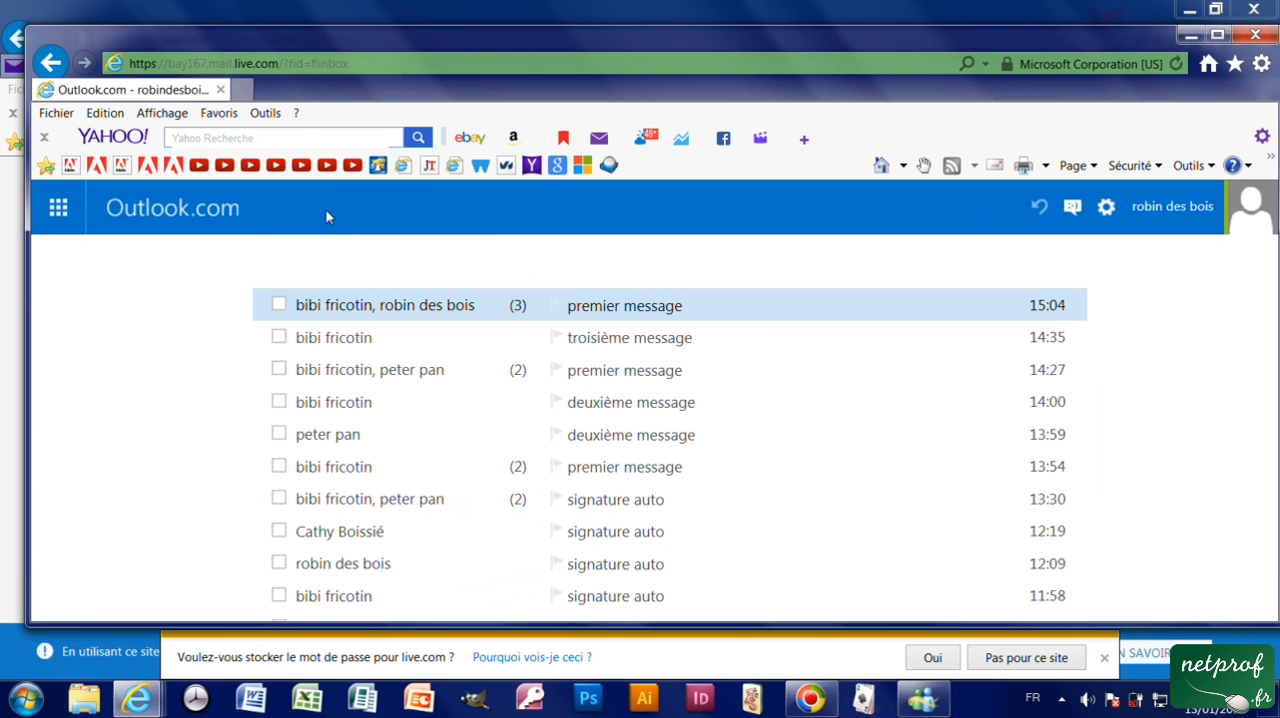 https://bay167.mail.live.com/?fid=flinbox
Microsoft Corporation [US]
Outlook.com - robindesboi...
Fichier Edition Affichage Favoris Outils ?
YAHOO! Yahoo Recherche ebay a 48°
Page Sécurité Outils
Outlook.com robin des bois
bibi fricotin, robin des bois (3) premier message 15:04
bibi fricotin troisième message 14:35
bibi fricotin, peter pan (2) premier message 14:27
bibi fricotin deuxième message 14:00
peter pan deuxième message 13:59
bibi fricotin (2) premier message 13:54
bibi fricotin, peter pan (2) signature auto 13:30
Cathy Boissié signature auto 12:19
robin des bois signature auto 12:09
bibi fricotin signature auto 11:58
En utilisant ce site
Voulez-vous stocker le mot de passe pour live.com ? Pourquoi vois-je ceci ? Oui Pas pour ce site
N SAVOIR
netprof
.fr
Ps Ai ID FR